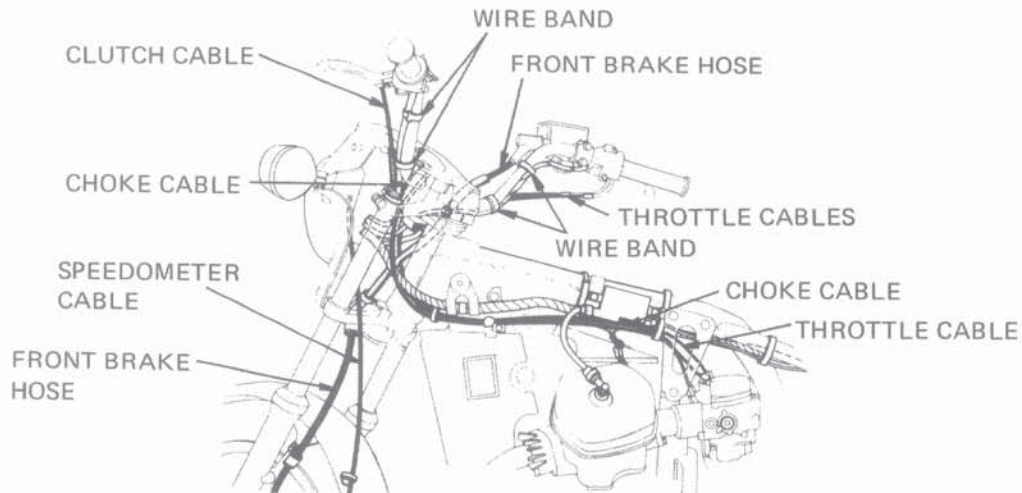 WIRE BAND
CLUTCH CABLE
FRONT BRAKE HOSE
CHOKE CABLE
THROTTLE CABLES
WIRE BAND
SPEEDOMETER
CABLE
CHOKE CABLE
THROTTLE CABLE
FRONT BRAKE
HOSE